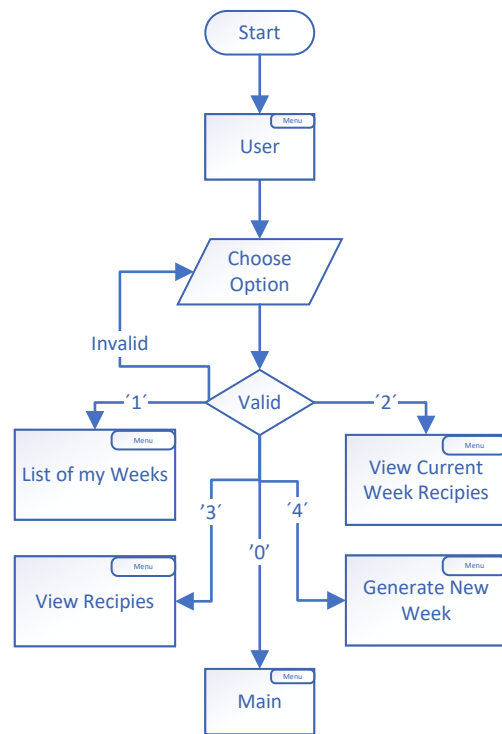 Start
Menu
User
Choose
Option
Invalid
Valid
´1´
´2´
Menu
List of my Weeks
Menu
View Current
Week Recipies
’3´
´4´
’0’
Menu
View Recipies
Menu
Generate New
Week
Menu
Main